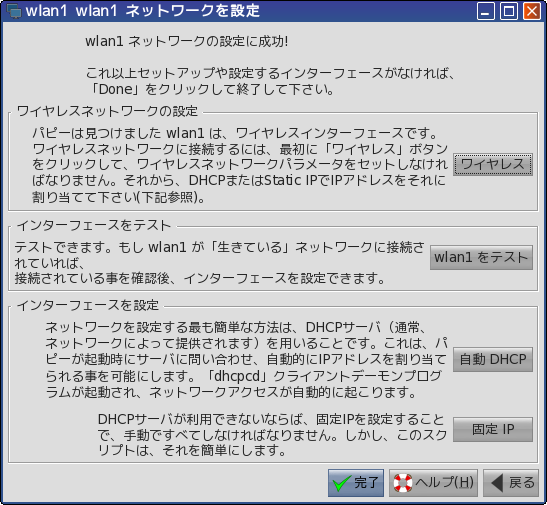 wlan1 wlan1 ネットワークを設定
wlan1 ネットワークの設定に成功!
これ以上セットアップや設定するインターフェースがなければ、
「Done」をクリックして終了して下さい。
ワイヤレスネットワークの設定
パピーは見つけました wlan1 は、ワイヤレスインターフェースです。
ワイヤレスネットワークに接続するには、最初に「ワイヤレス」ボタン
をクリックして、ワイヤレスネットワークパラメータをセットしなけれ
ばなりません。それから、DHCPまたはStatic IPでIPアドレスをそれに
割り当てて下さい(下記参照)。
ワイヤレス
インターフェースをテスト
テストできます。もし wlan1 が「生きている」ネットワークに接続さ
れていれば、
接続されている事を確認後、インターフェースを設定できます。
wlan1 をテスト
インターフェースを設定
ネットワークを設定する最も簡単な方法は、DHCPサーバ（通常、
ネットワークによって提供されます）を用いることです。これは、パ
ピーが起動時にサーバに問い合わせ、自動的にIPアドレスを割り当て
られる事を可能にします。「dhcpcd」クライアントデーモンプログ
ラムが起動され、ネットワークアクセスが自動的に起こります。
自動 DHCP
DHCPサーバが利用できないならば、固定IPを設定すること
で、手動ですべてしなければなりません。しかし、このスク
リプトは、それを簡単にします。
固定 IP
完了
ヘルプ(H)
戻る